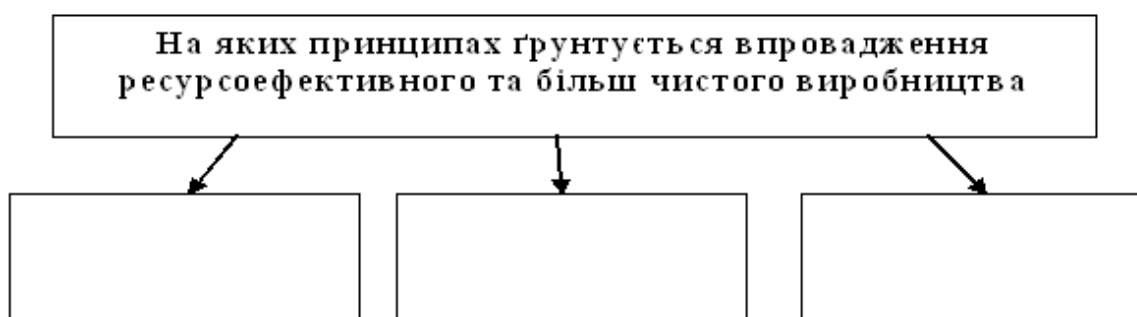 На яких принципах ґрунтується впровадження
ресурсоефективного та більш чистого виробництва